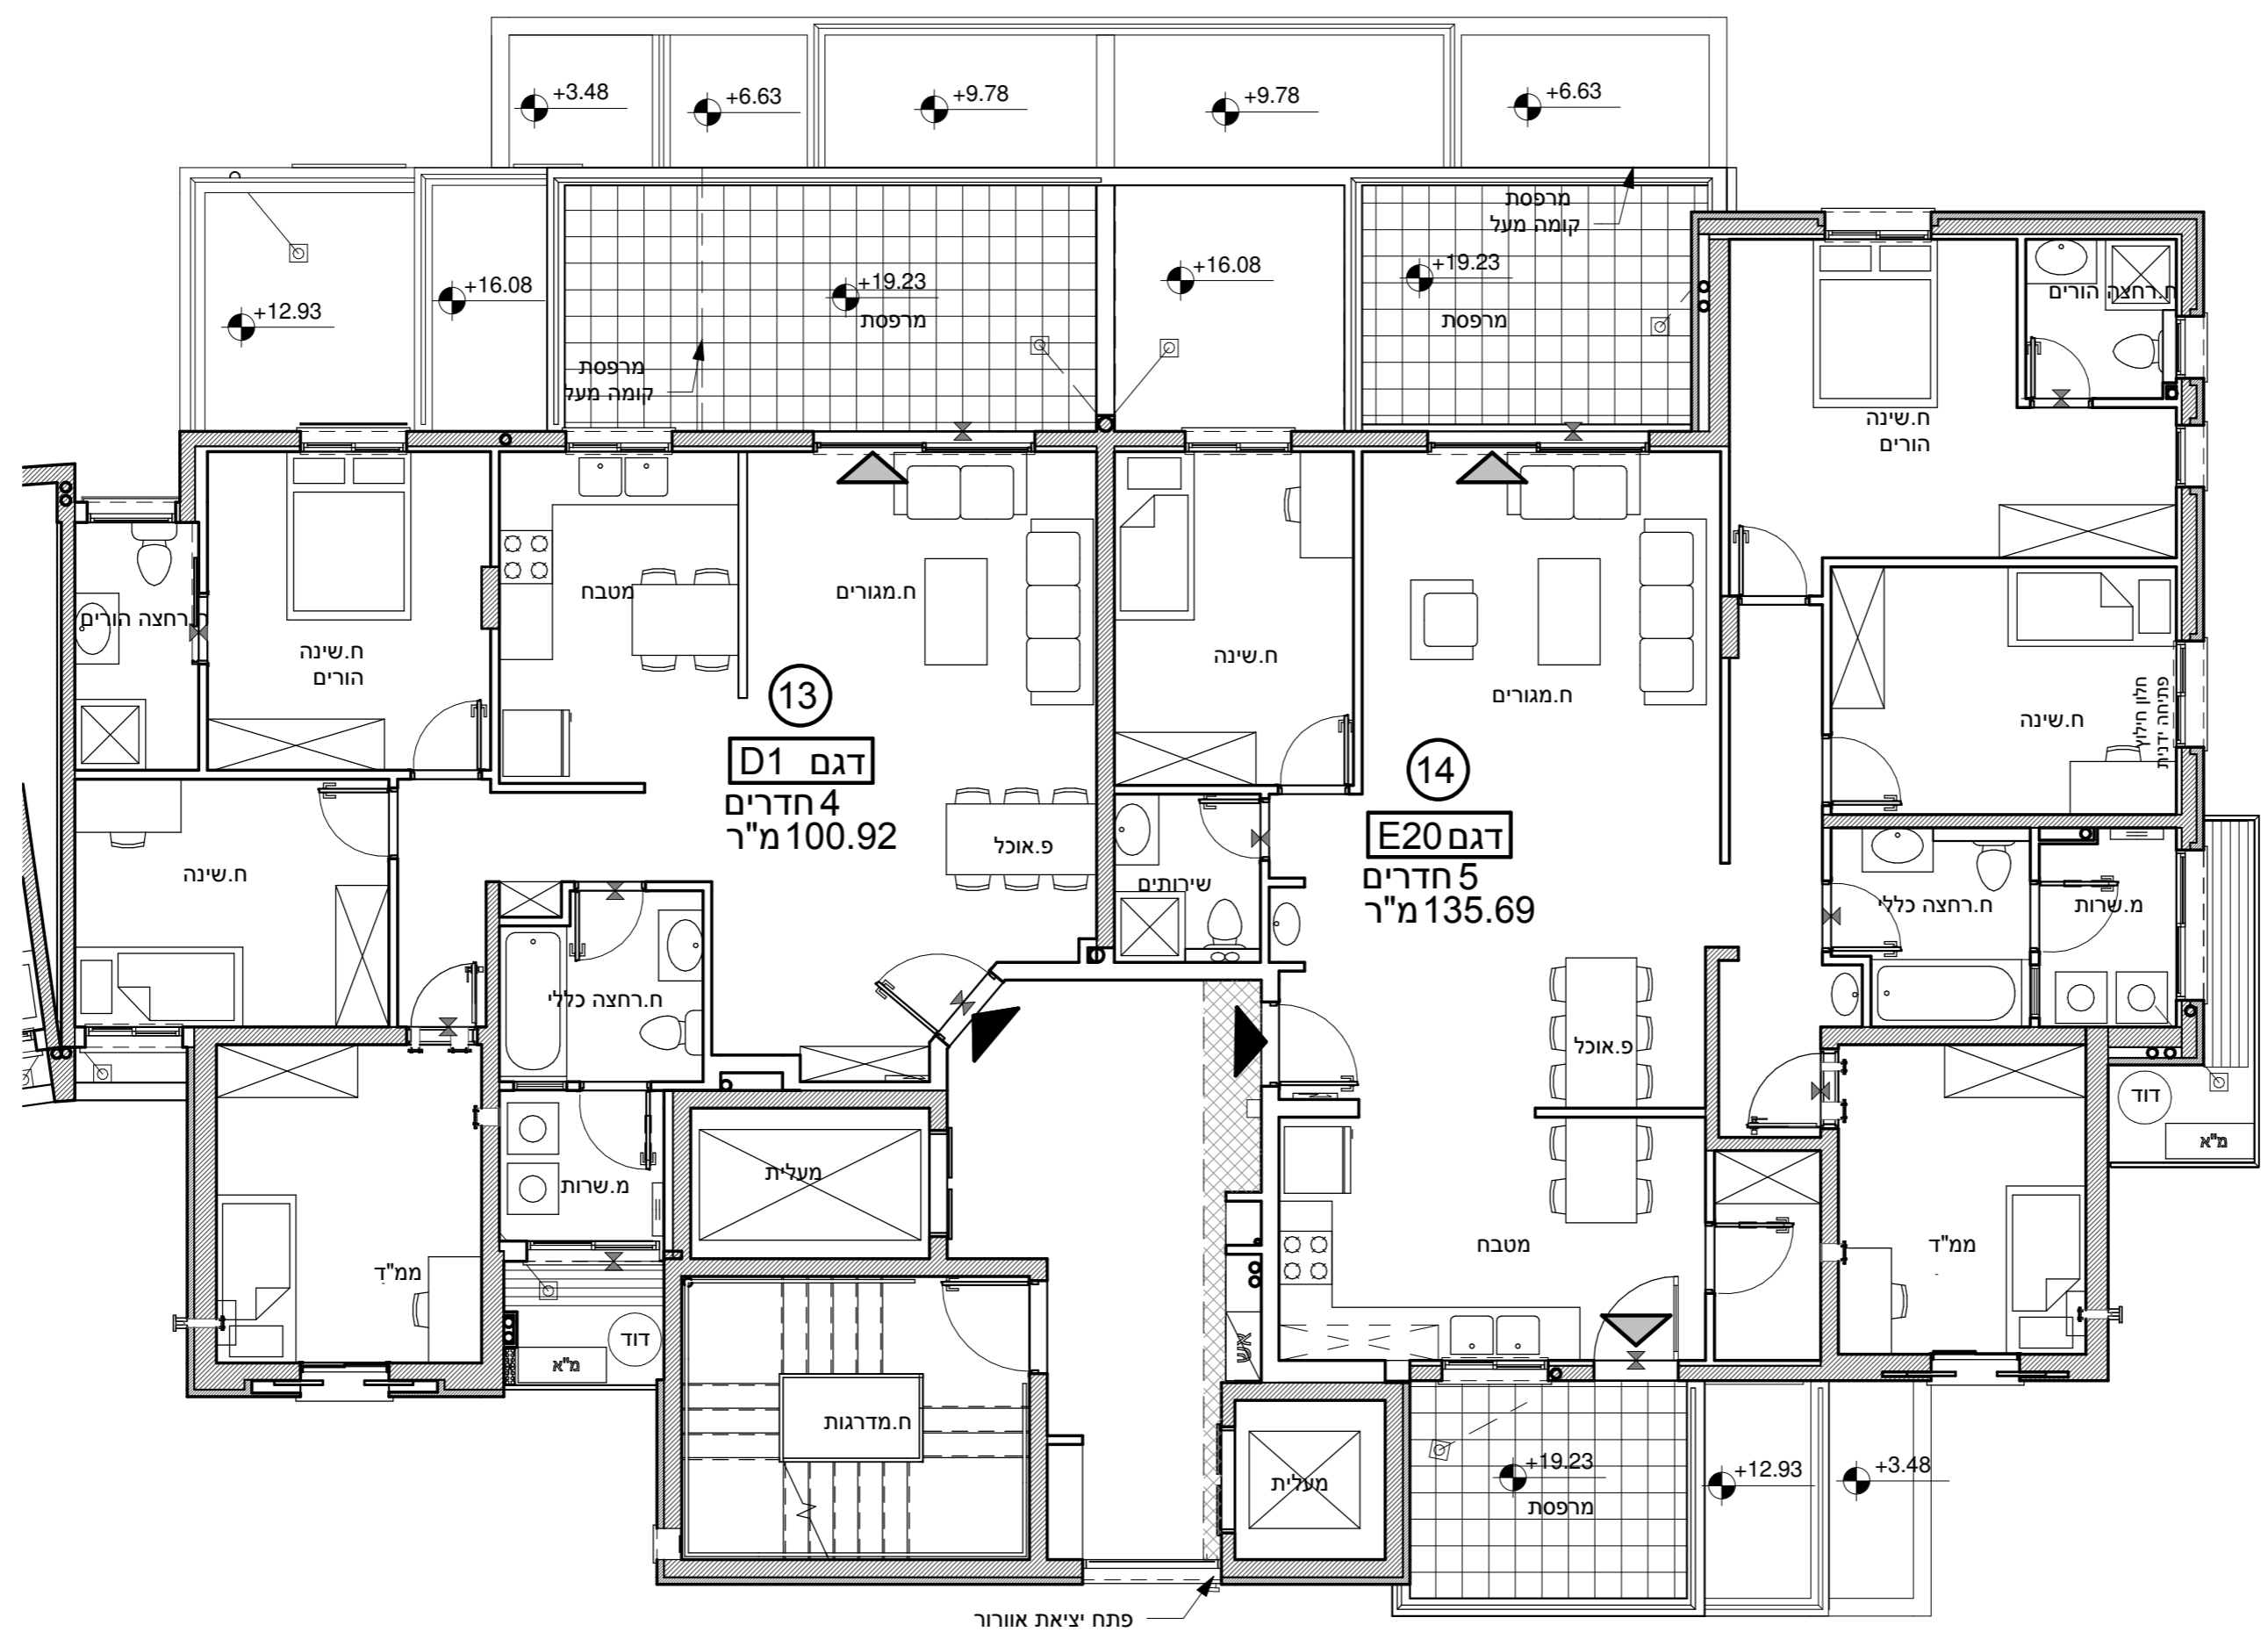 +3.48
+6.63
+9.78
+9.78
+6.63
מרפסת
קומה מעל
+12.93
+16.08
+19.23
מרפסת
מרפסת
קומה מעל
+16.08
+19.23
מרפסת
ח.רחצה הורים
ח.שינה
הורים
ח.רחצה הורים
ח.שינה
הורים
מטבח
ח.מגורים
ח.שינה
ח.מגורים
ח.שינה
חלון חילוץ
פתיחה ידנית
13
דגם D1
4 חדרים
100.92 מ"ר
14
דגם E20
5 חדרים
135.69 מ"ר
ח.שינה
פ.אוכל
שירותים
ח.רחצה כללי
מ.שרות
ח.רחצה כללי
פ.אוכל
דוד
מ"א
מעלית
מ.שרות
ממ"ד
מטבח
ממ"ד
דוד
מ"א
אש
ח.מדרגות
מעלית
+19.23
מרפסת
+12.93
+3.48
פתח יציאת אוורור